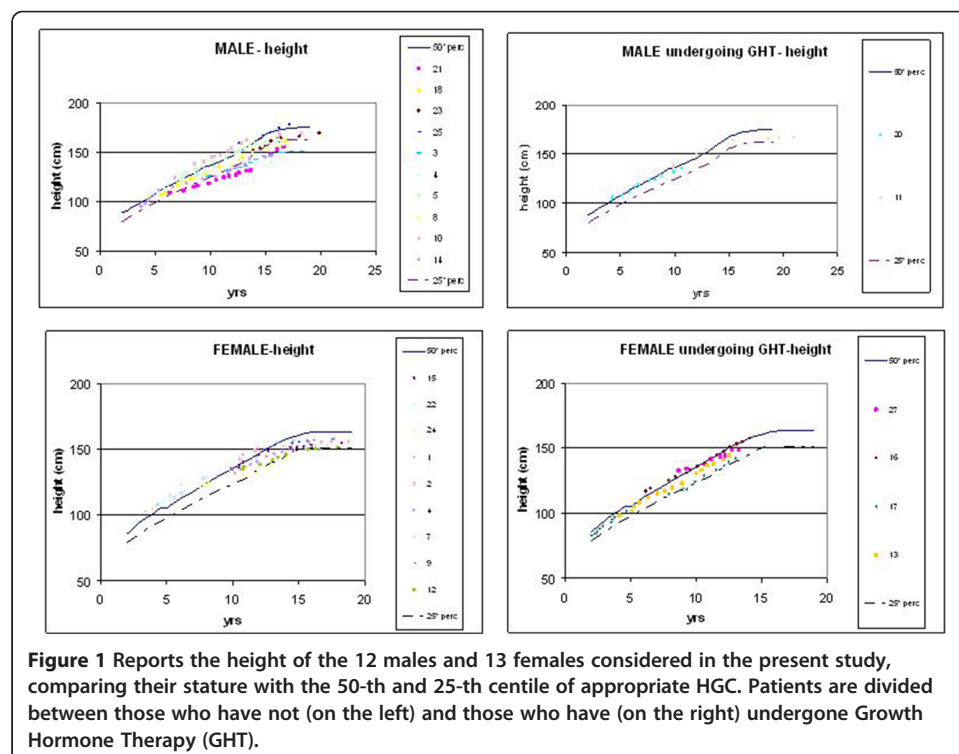 MALE - height
height (cm)
200
150
100
50
0 5 10 15 20 25
yrs
50° perc
21
18
23
25
3
4
5
8
10
14
25° perc
MALE undergoing GHT- height
height (cm)
200
150
100
50
0 5 10 15 20 25
yrs
50° perc
20
11
25° perc
FEMALE-height
height (cm)
200
150
100
50
0 5 10 15 20
yrs
50° perc
15
22
24
1
2
4
7
9
12
25° perc
FEMALE undergoing GHT-height
height (cm)
200
150
100
50
0 5 10 15 20
yrs
50° perc
27
16
17
13
25° perc
Figure 1 Reports the height of the 12 males and 13 females considered in the present study,
comparing their stature with the 50-th and 25-th centile of appropriate HGC. Patients are divided
between those who have not (on the left) and those who have (on the right) undergone Growth
Hormone Therapy (GHT).